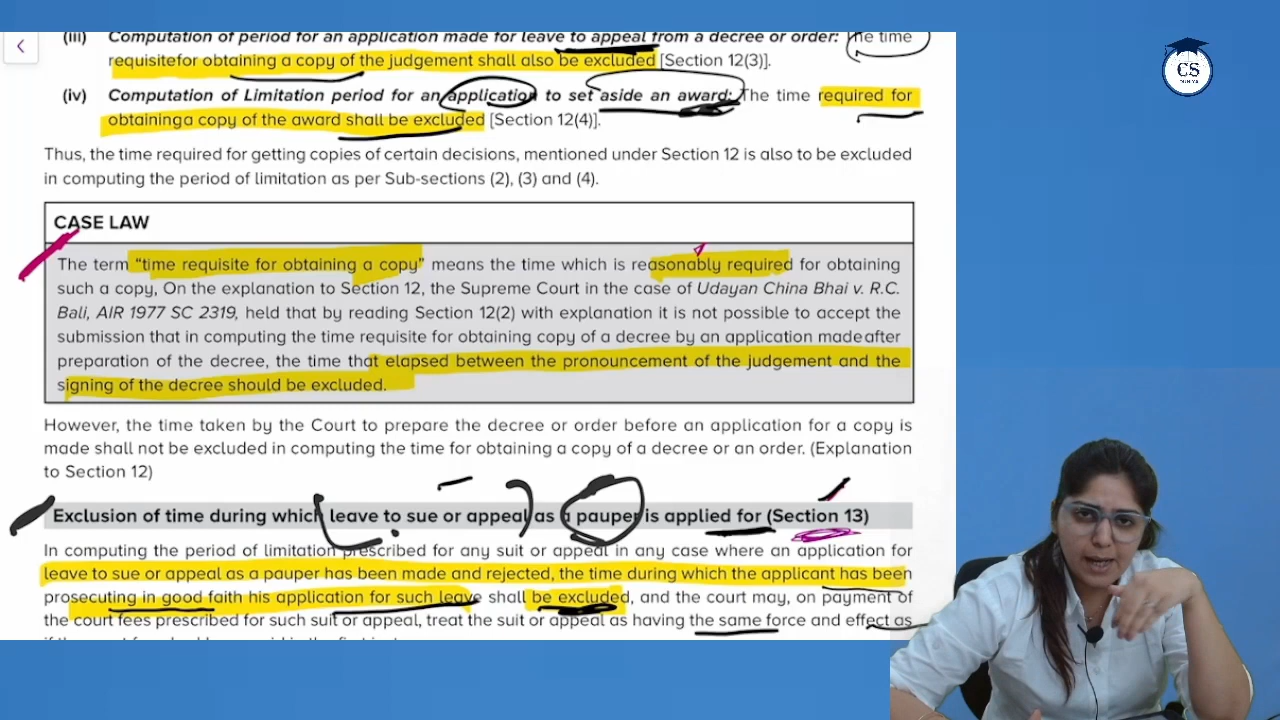 (iii) Computation of period for an application made for leave to appeal from a decree or order: The time
requisitefor obtaining a copy of the judgement shall also be excluded [Section 12(3)].
(iv) Computation of Limitation period for an application to set aside an award: The time required for
obtaininga copy of the award shall be excluded [Section 12(4)].
Thus, the time required for getting copies of certain decisions, mentioned under Section 12 is also to be excluded
in computing the period of limitation as per Sub-sections (2), (3) and (4).
CASE LAW
The term “time requisite for obtaining a copy” means the time which is reasonably required for obtaining
such a copy, On the explanation to Section 12, the Supreme Court in the case of Udayan China Bhai v. R.C.
Bali, AIR 1977 SC 2319, held that by reading Section 12(2) with explanation it is not possible to accept the
submission that in computing the time requisite for obtaining copy of a decree by an application made after
preparation of the decree, the time that elapsed between the pronouncement of the judgement and the
signing of the decree should be excluded.
However, the time taken by the Court to prepare the decree or order before an application for a copy is
made shall not be excluded in computing the time for obtaining a copy of a decree or an order. (Explanation
to Section 12)
Exclusion of time during which leave to sue or appeal as a pauper is applied for (Section 13)
In computing the period of limitation prescribed for any suit or appeal in any case where an application for
leave to sue or appeal as a pauper has been made and rejected, the time during which the applicant has been
prosecuting in good faith his application for such leave shall be excluded, and the court may, on payment of
the court fees prescribed for such suit or appeal, treat the suit or appeal as having the same force and effect as
CS